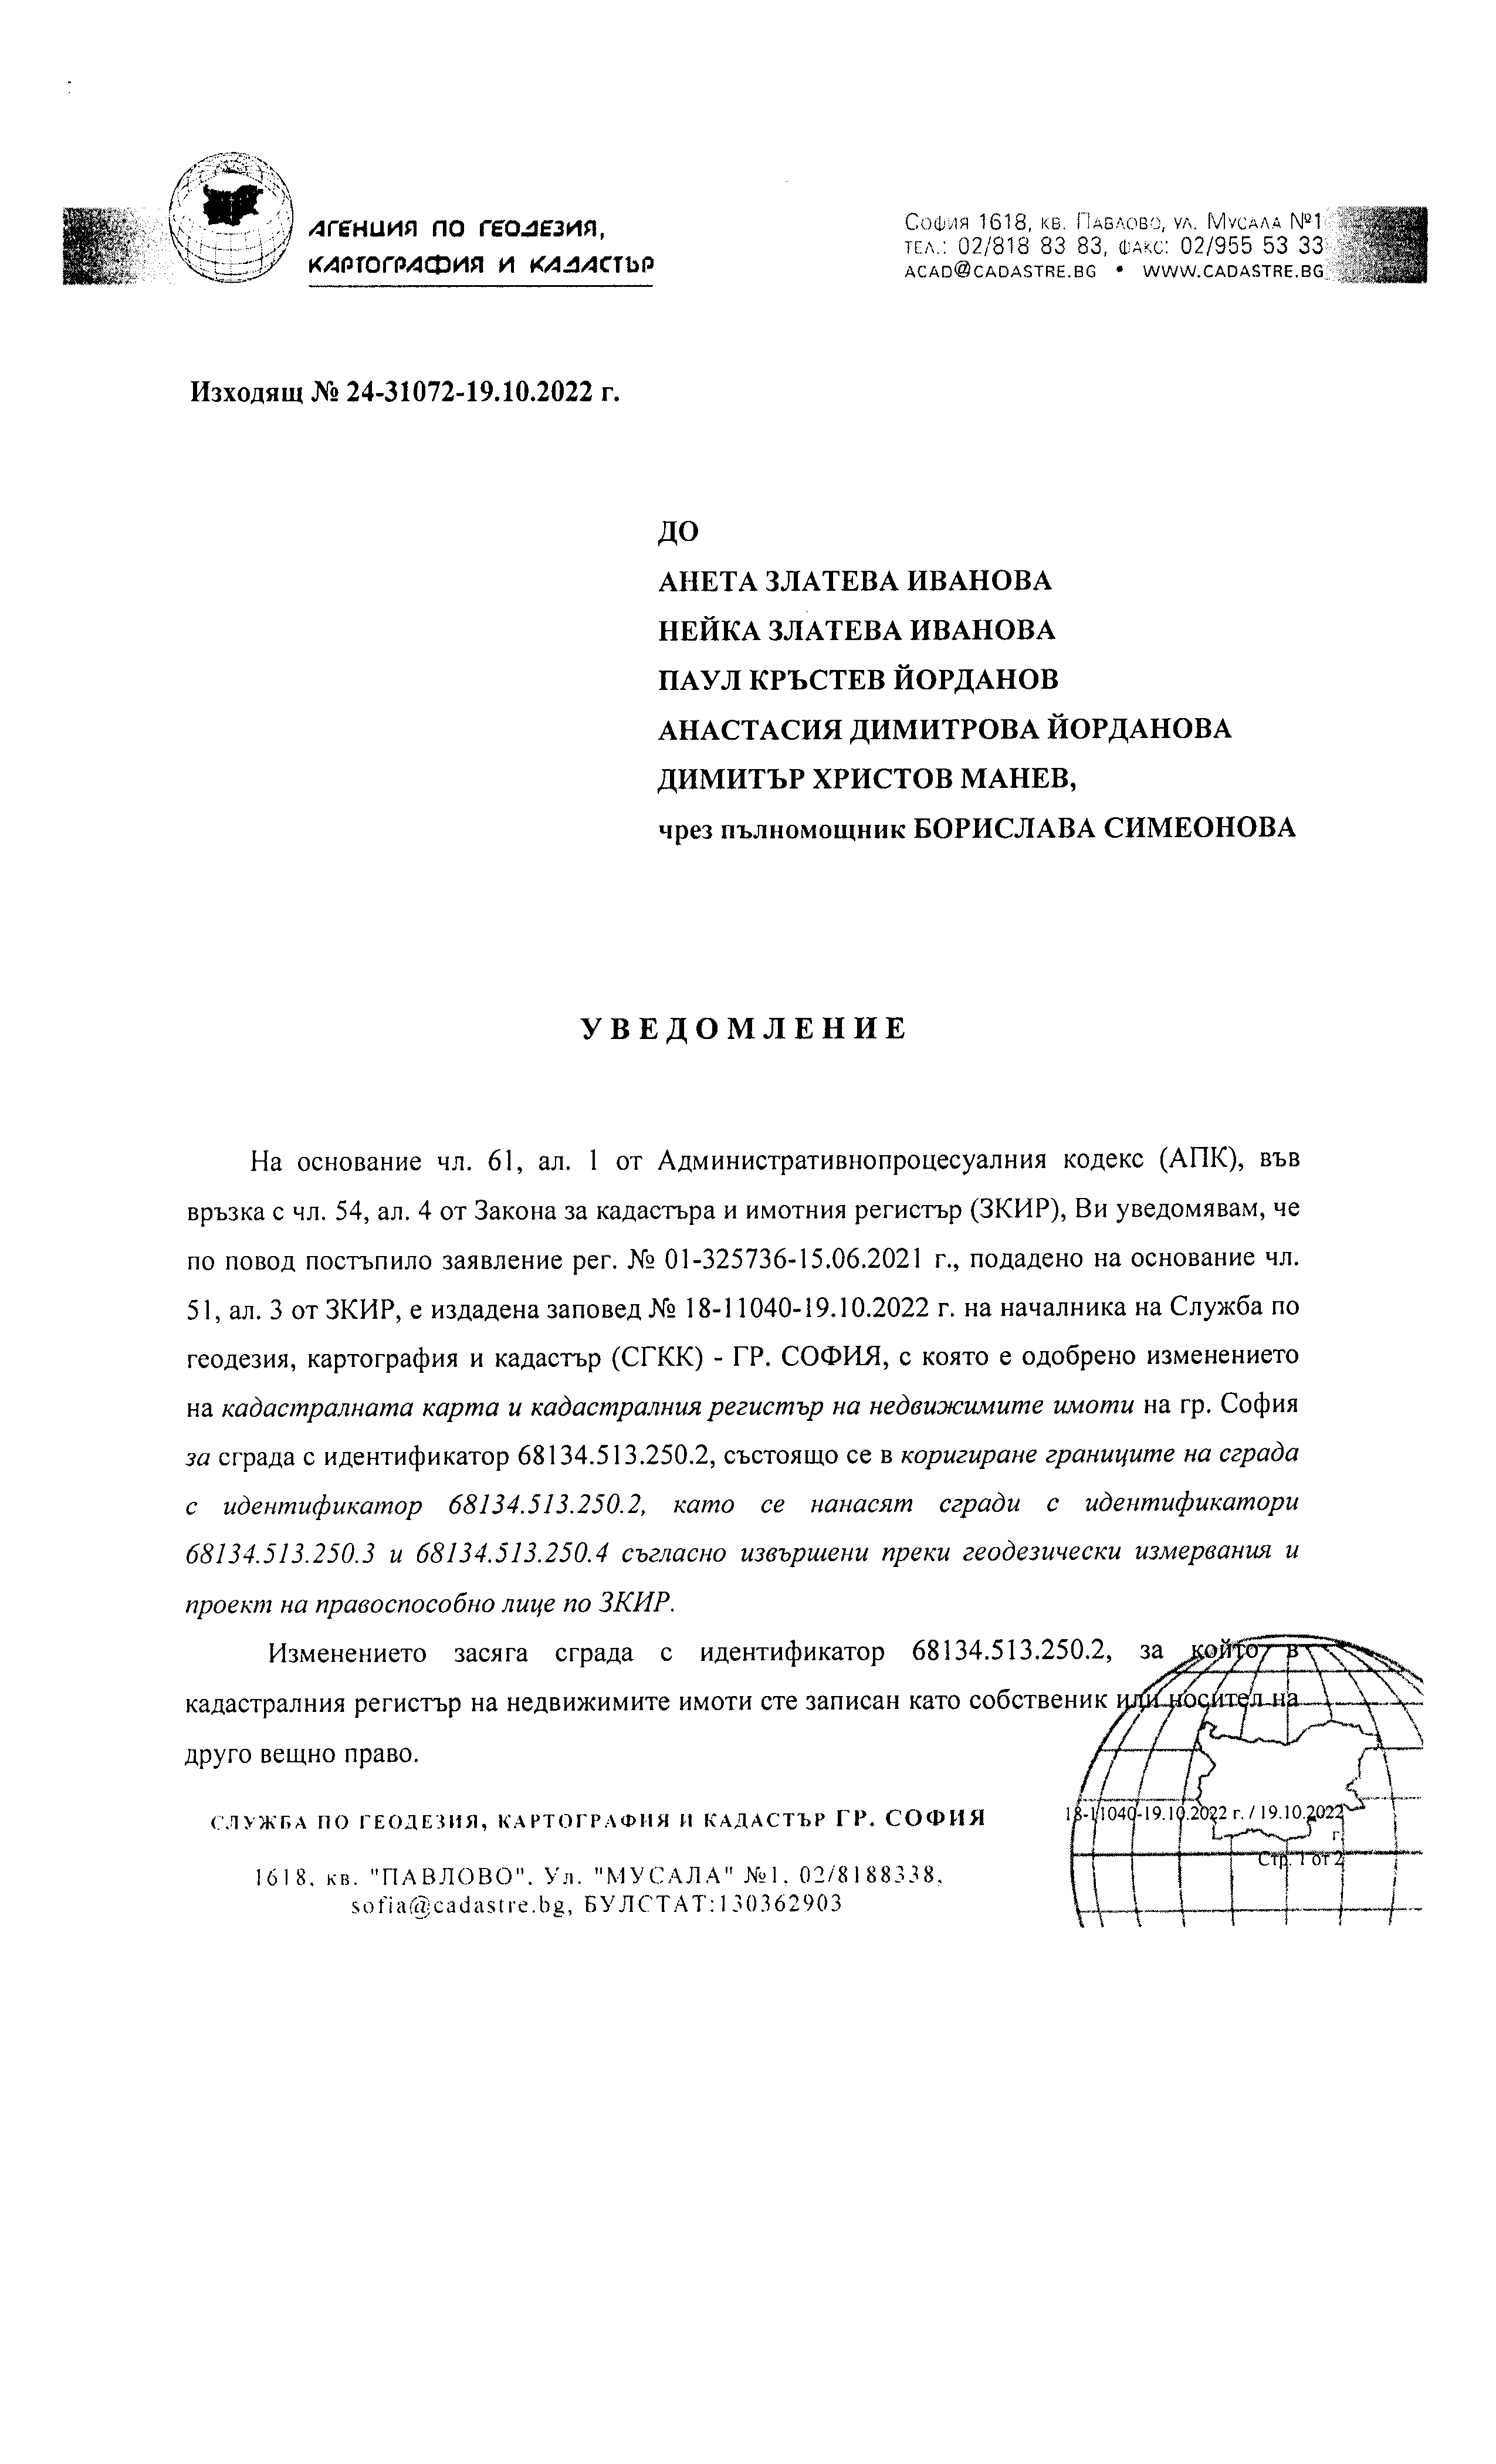 АГЕНЦИЯ ПО ГЕОДЕЗИЯ,
КАРТОГРАФИЯ И КАДАСТЪР
София 1618, кв. Павлово, ул. Мусала №1
тел.: 02/818 83 83, факс: 02/955 53 33
ACAD@CADASTRE.BG • WWW.CADASTRE.BG
Изходящ № 24-31072-19.10.2022 г.
ДО
АНЕТА ЗЛАТЕВА ИВАНОВА
НЕЙКА ЗЛАТЕВА ИВАНОВА
ПАУЛ КРЪСТЕВ ЙОРДАНОВ
АНАСТАСИЯ ДИМИТРОВА ЙОРДАНОВА
ДИМИТЪР ХРИСТОВ МАНЕВ,
чрез пълномощник БОРИСЛАВА СИМЕОНОВА
УВЕДОМЛЕНИЕ
На основание чл. 61, ал. 1 от Административнопроцесуалния кодекс (АПК), във
връзка с чл. 54, ал. 4 от Закона за кадастъра и имотния регистър (ЗКИР), Ви уведомявам, че
по повод постъпило заявление рег. № 01-325736-15.06.2021 г., подадено на основание чл.
51, ал. 3 от ЗКИР, е издадена заповед № 18-11040-19.10.2022 г. на началника на Служба по
геодезия, картография и кадастър (СГКК) - ГР. СОФИЯ, с която е одобрено изменението
на кадастралната карта и кадастралния регистър на недвижимите имоти на гр. София
за сграда с идентификатор 68134.513.250.2, състоящо се в коригиране границите на сграда
с идентификатор 68134.513.250.2, като се нанасят сгради с идентификатори
68134.513.250.3 и 68134.513.250.4 съгласно извършени преки геодезически измервания и
проект на правоспособно лице по ЗКИР.
Изменението засяга сграда с идентификатор 68134.513.250.2, за който в
кадастралния регистър на недвижимите имоти сте записан като собственик или носител на
друго вещно право.
СЛУЖБА ПО ГЕОДЕЗИЯ, КАРТОГРАФИЯ И КАДАСТЪР ГР. СОФИЯ
1618, кв. "ПАВЛОВО", Ул. "МУСАЛА" №1, 02/8188338,
sofia@cadastre.bg, БУЛСТАТ:130362903
18-11040-19.10.2022 г. / 19.10.2022
г.
Стр. 1 от 2